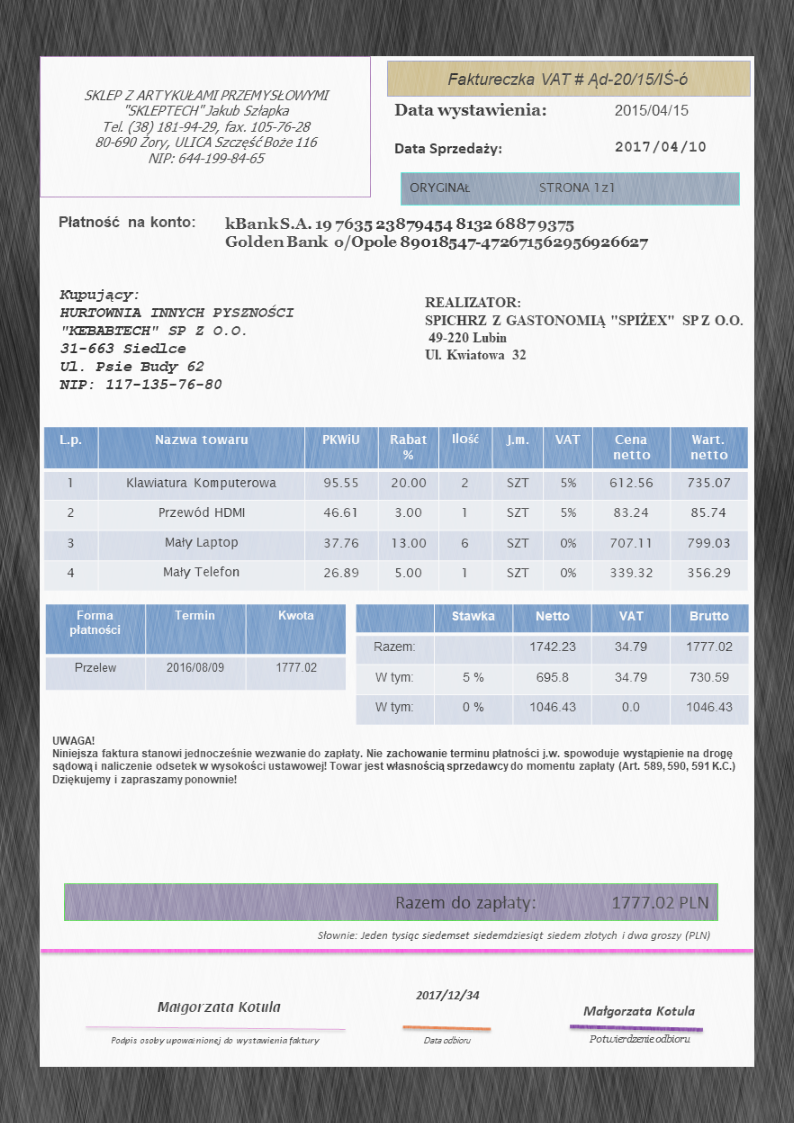 SKLEP Z ARTYKUŁAMI PRZEMYSŁOWYMI
"SKLEPTECH" Jakub Szłapka
Tel. (38) 181-94-29, fax. 105-76-28
80-690 Żory, ULICA Szczęść Boże 116
NIP: 644-199-84-65
Faktureczka VAT # Ąd-20/15/IŚ-ó
Data wystawienia: 2015/04/15
Data Sprzedaży: 2017/04/10
ORYGINAŁ STRONA 1 z 1
Płatność na konto: kBank S.A. 19 7635 23879454 8132 6887 9375
Golden Bank o/Opole 89018547-472671562956926627
Kupujący:
HURTOWNIA INNYCH PYSZNOŚCI
"KEBABTECH" SP Z O.O.
31-663 Siedlce
Ul. Psie Budy 62
NIP: 117-135-76-80
REALIZATOR:
SPICHRZ Z GASTONOMIĄ "SPIŻEX" SP Z O.O.
49-220 Lubin
Ul. Kwiatowa 32
L.p. Nazwa towaru PKWiU Rabat % Ilość J.m. VAT Cena netto Wart. netto
1 Klawiatura Komputerowa 95.55 20.00 2 SZT 5% 612.56 735.07
2 Przewód HDMI 46.61 3.00 1 SZT 5% 83.24 85.74
3 Mały Laptop 37.76 13.00 6 SZT 0% 707.11 799.03
4 Mały Telefon 26.89 5.00 1 SZT 0% 339.32 356.29
Forma płatności Termin Kwota
Przelew 2016/08/09 1777.02
Stawka Netto VAT Brutto
Razem: 1742.23 34.79 1777.02
W tym: 5 % 695.8 34.79 730.59
W tym: 0 % 1046.43 0.0 1046.43
UWAGA!
Niniejsza faktura stanowi jednocześnie wezwanie do zapłaty. Nie zachowanie terminu płatności j.w. spowoduje wystąpienie na drogę
sądową i naliczenie odsetek w wysokości ustawowej! Towar jest własnością sprzedawcy do momentu zapłaty (Art. 589, 590, 591 K.C.)
Dziękujemy i zapraszamy ponownie!
Razem do zapłaty: 1777.02 PLN
Słownie: Jeden tysiąc siedemset siedemdziesiąt siedem złotych i dwa groszy (PLN)
Małgorzata Kotula
Podpis osoby upoważnionej do wystawienia faktury
2017/12/34
Data odbioru
Małgorzata Kotula
Potwierdzenie odbioru